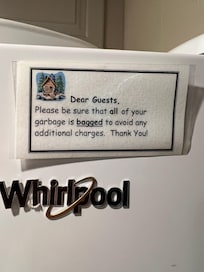 Dear Guests,
Please be sure that all of your
garbage is bagged to avoid any
additional charges. Thank You!
Whirlpool